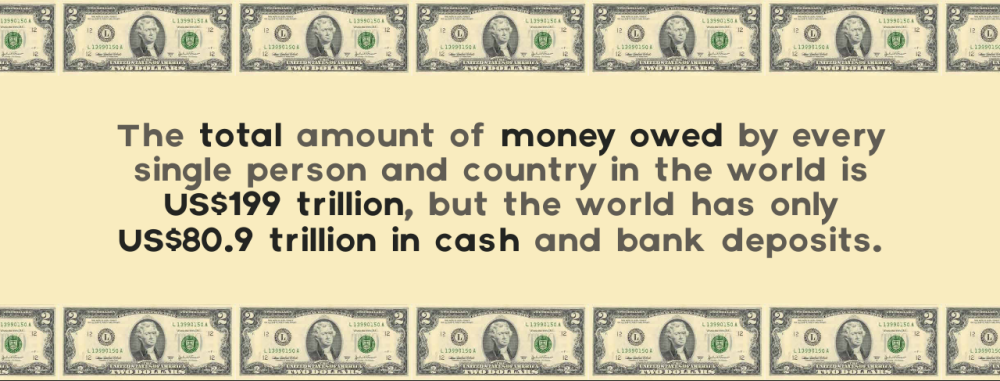 The total amount of money owed by every
single person and country in the world is
US$199 trillion, but the world has only
US$80.9 trillion in cash and bank deposits.